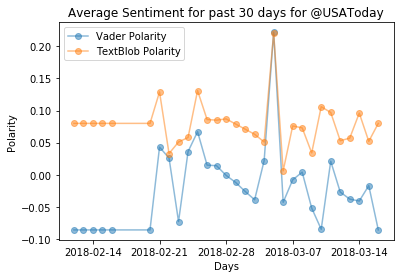 Average Sentiment for past 30 days for @USAToday
Vader Polarity
TextBlob Polarity
Polarity
0.20
0.15
0.10
0.05
0.00
−0.05
−0.10
2018-02-14
2018-02-21
2018-02-28
2018-03-07
2018-03-14
Days